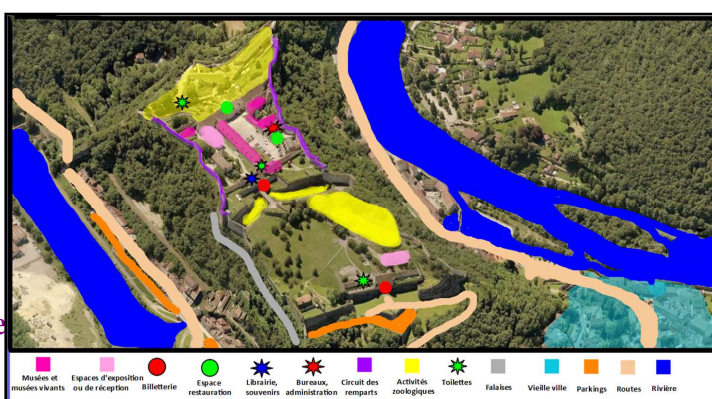 e
Musées et
musées vivants
Espaces d'exposition
ou de réception
Billetterie
Espace
restauration
Librairie,
souvenirs
Bureaux,
administration
Circuit des
remparts
Activités
zoologiques
Toilettes
Falaises
Vieille ville
Parkings
Routes
Rivière